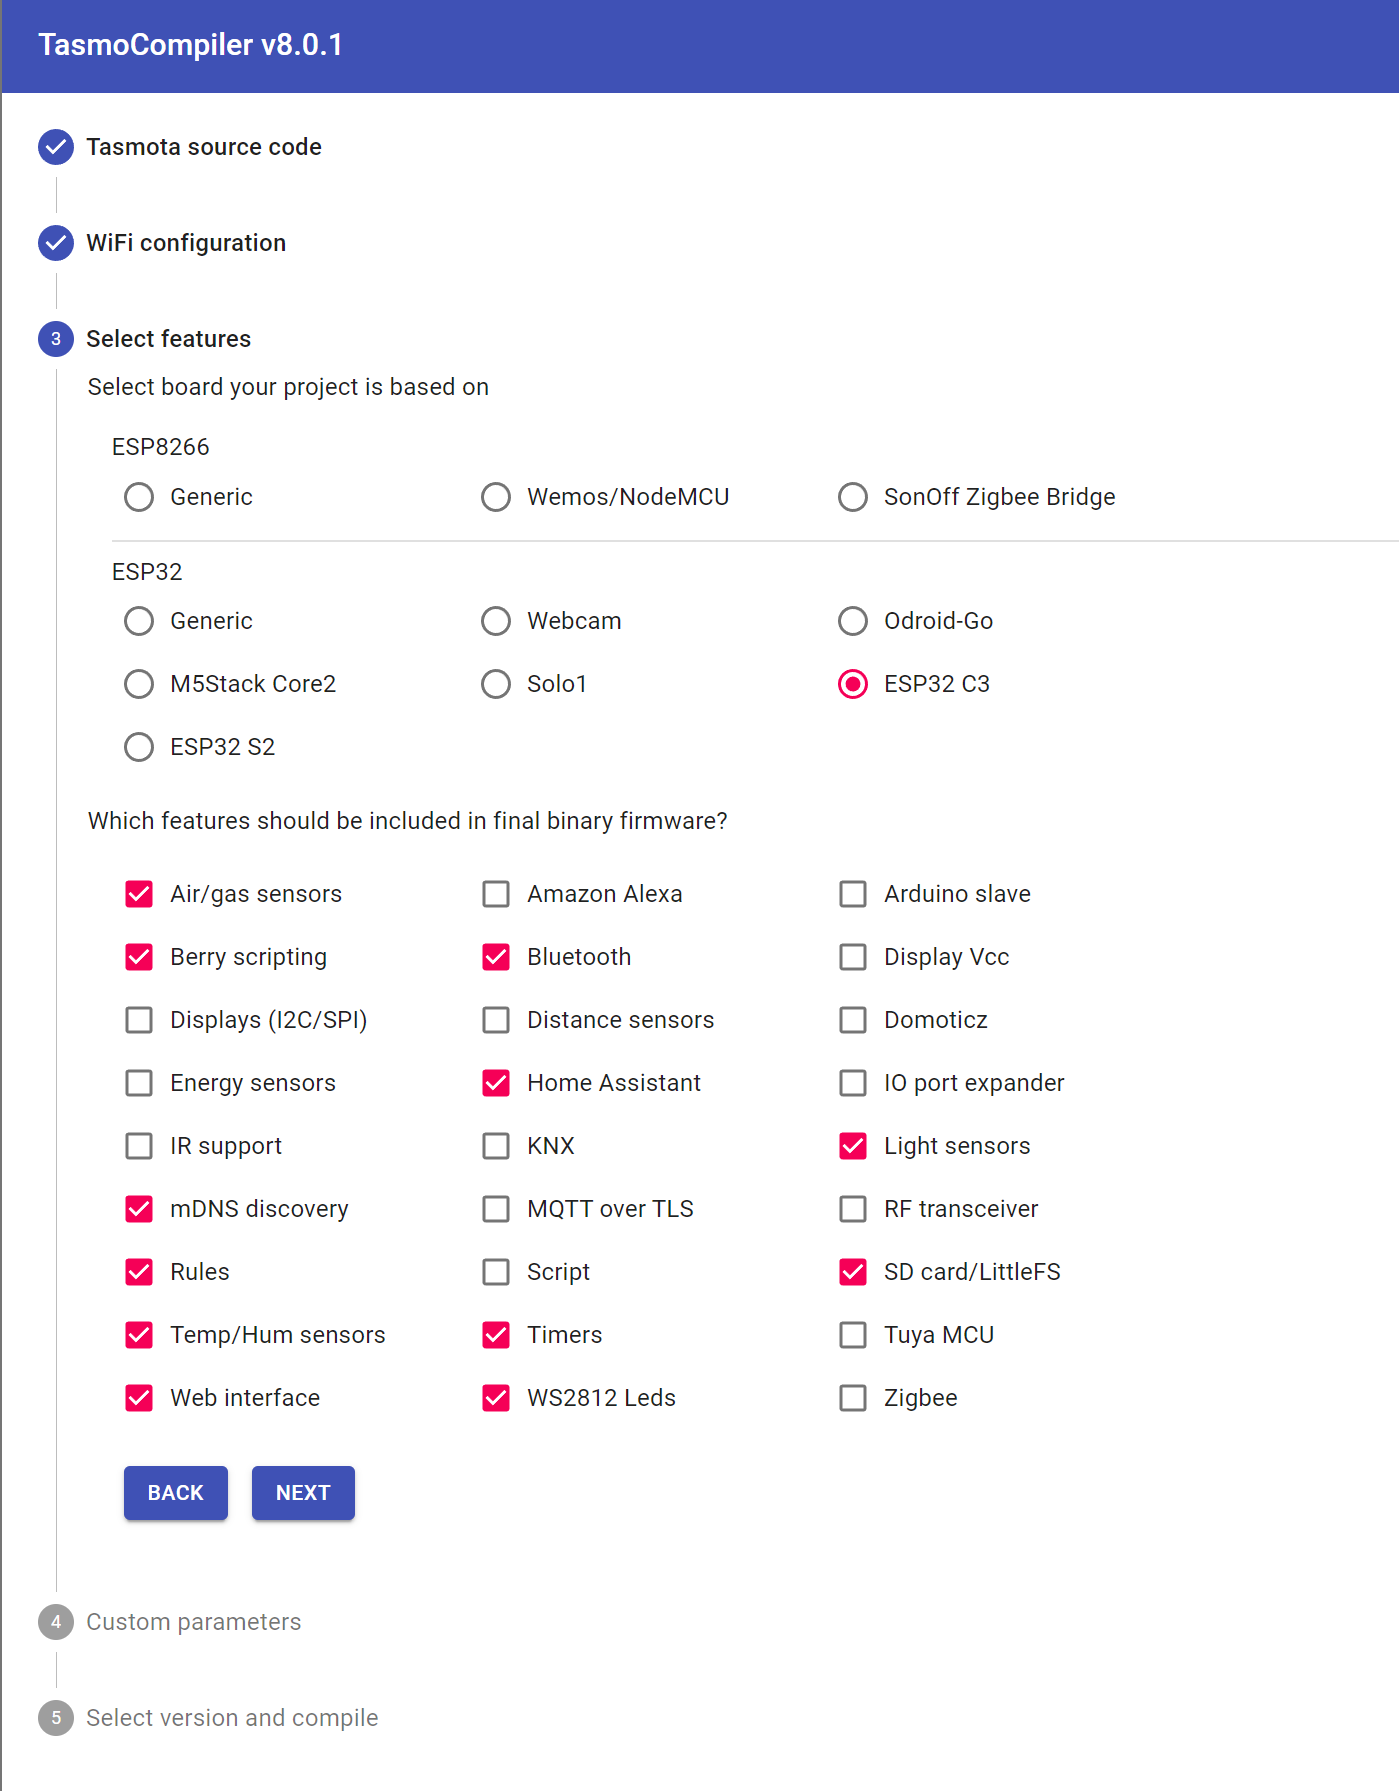 TasmoCompiler v8.0.1
Tasmota source code
WiFi configuration
3 Select features
Select board your project is based on
ESP8266
Generic Wemos/NodeMCU SonOff Zigbee Bridge
ESP32
Generic Webcam Odroid-Go
M5Stack Core2 Solo1 ESP32 C3
ESP32 S2
Which features should be included in final binary firmware?
Air/gas sensors Amazon Alexa Arduino slave
Berry scripting Bluetooth Display Vcc
Displays (I2C/SPI) Distance sensors Domoticz
Energy sensors Home Assistant IO port expander
IR support KNX Light sensors
mDNS discovery MQTT over TLS RF transceiver
Rules Script SD card/LittleFS
Temp/Hum sensors Timers Tuya MCU
Web interface WS2812 Leds Zigbee
BACK NEXT
4 Custom parameters
5 Select version and compile